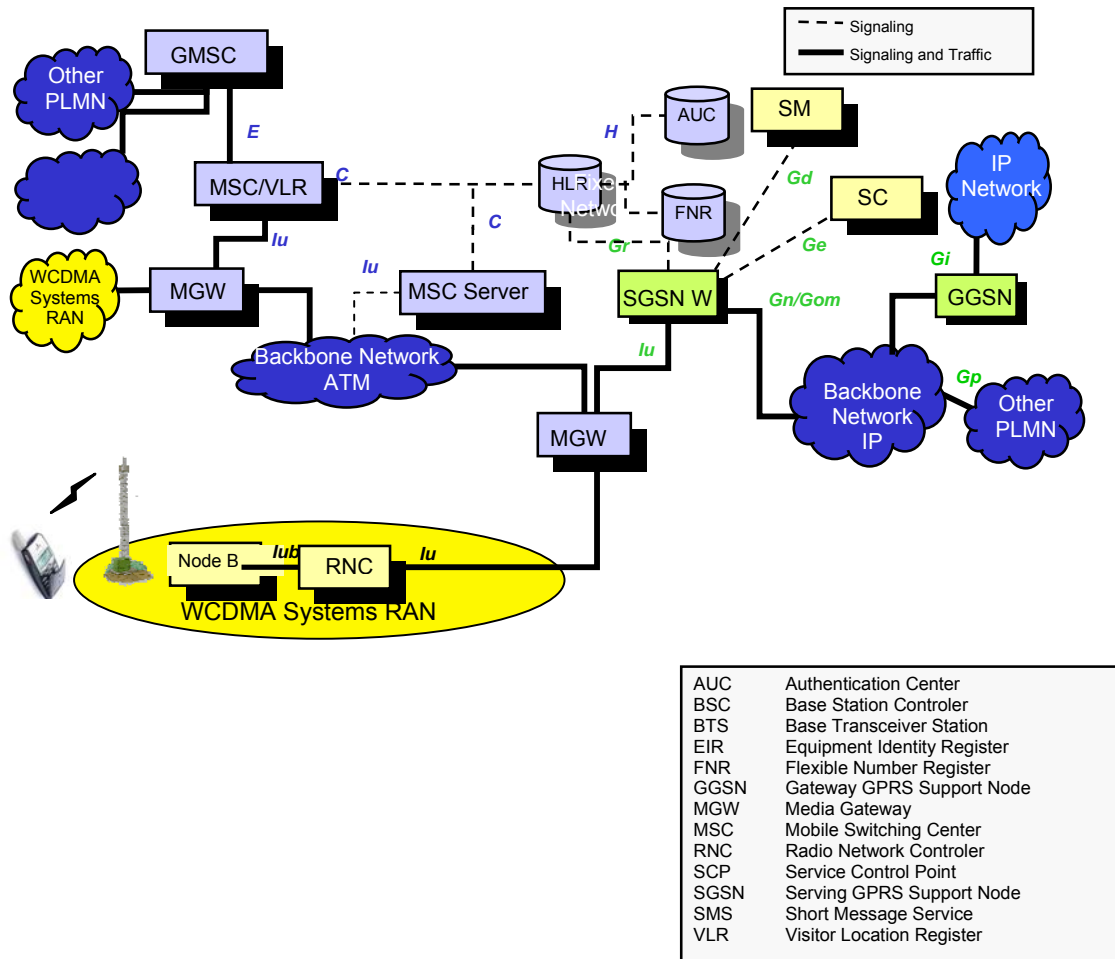 Signaling
Signaling and Traffic
GMSC
Other
PLMN
E
MSC/VLR
C
H
AUC
SM
HLR
Fixed
Network
FNR
Gd
SC
IP
Network
C
Gr
Ge
Iu
Iu
WCDMA
Systems
RAN
MGW
MSC Server
SGSN W
Gn/Gom
Gi
GGSN
Backbone Network
ATM
Iu
Gp
Backbone
Network
IP
Other
PLMN
MGW
Node B
Iub
RNC
Iu
WCDMA Systems RAN
AUC Authentication Center
BSC Base Station Controler
BTS Base Transceiver Station
EIR Equipment Identity Register
FNR Flexible Number Register
GGSN Gateway GPRS Support Node
MGW Media Gateway
MSC Mobile Switching Center
RNC Radio Network Controler
SCP Service Control Point
SGSN Serving GPRS Support Node
SMS Short Message Service
VLR Visitor Location Register